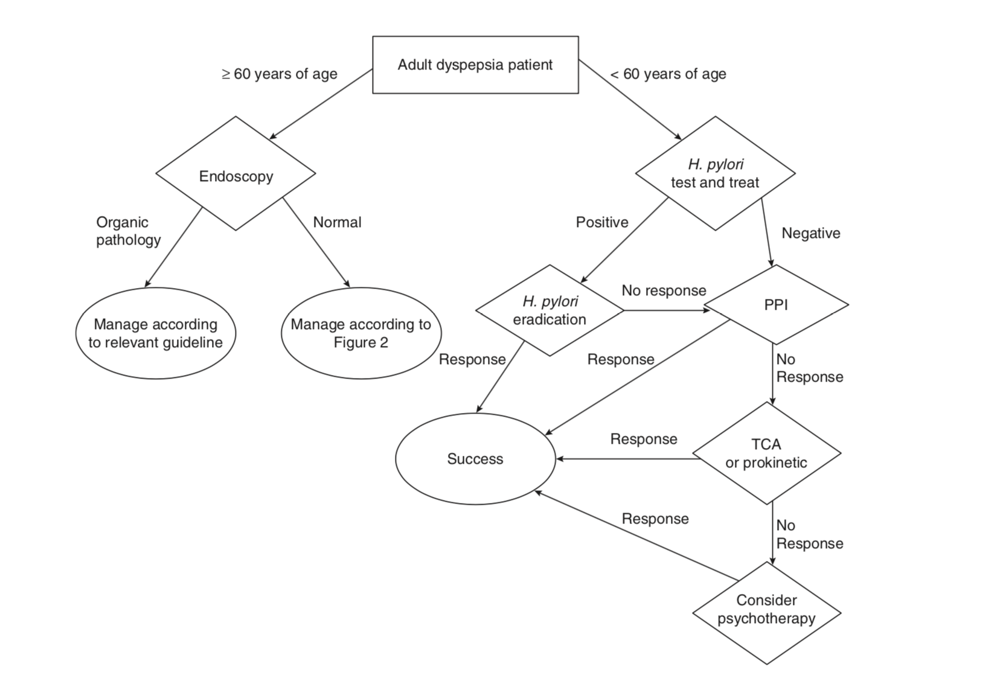 Adult dyspepsia patient
≥ 60 years of age
< 60 years of age
Endoscopy
H. pylori
test and treat
Organic
pathology
Normal
Positive
Negative
Manage according
to relevant guideline
Manage according to
Figure 2
H. pylori
eradication
No response
PPI
Response
Response
No
Response
Success
Response
TCA
or prokinetic
Response
No
Response
Consider
psychotherapy